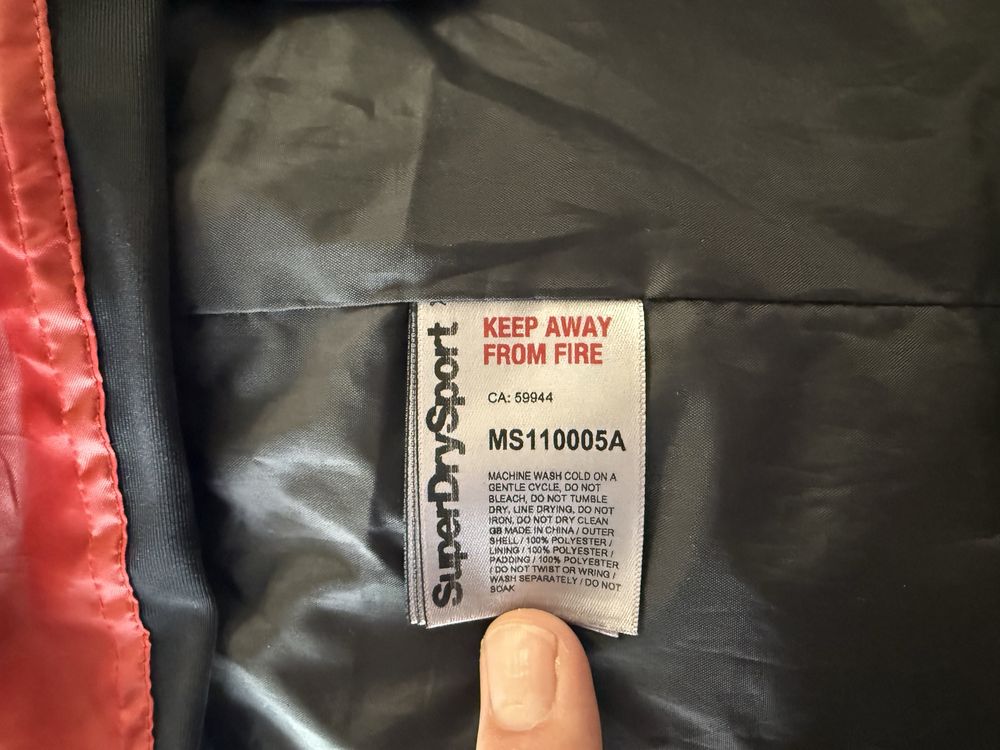 SuperDrySport
KEEP AWAY
FROM FIRE
CA: 59944
MS110005A
MACHINE WASH COLD ON A
GENTLE CYCLE, DO NOT
BLEACH, DO NOT TUMBLE
DRY, LINE DRYING, DO NOT
IRON, DO NOT DRY CLEAN
GB MADE IN CHINA / OUTER
SHELL / 100% POLYESTER /
LINING / 100% POLYESTER /
PADDING / 100% POLYESTER
/ DO NOT TWIST OR WRING /
WASH SEPARATELY / DO NOT
SOAK